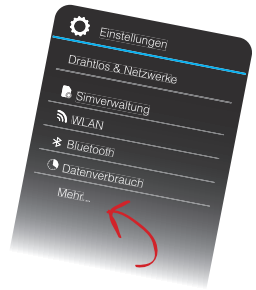 Einstellungen
Drahtlos & Netzwerke
Simverwaltung
WLAN
Bluetooth
Datenverbrauch
Mehr...